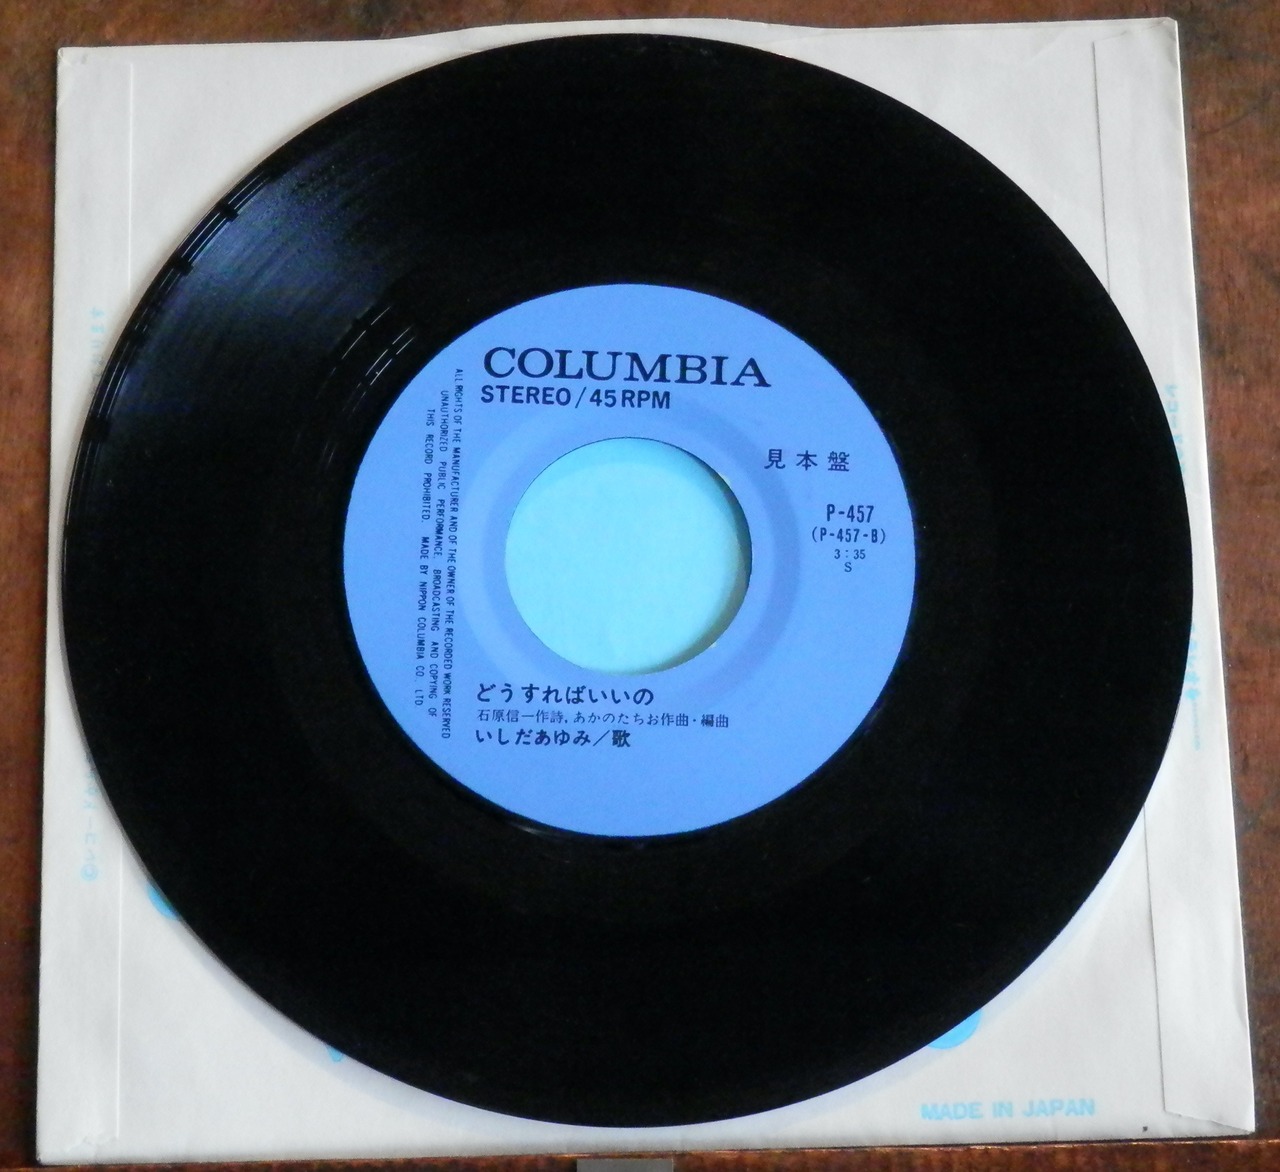 COLUMBIA
STEREO/45RPM
見本盤
P-457
(P-457-B)
3:35
S
ALL RIGHTS OF THE MANUFACTURER AND OF THE OWNER OF THE RECORDED WORK RESERVED
UNAUTHORIZED PUBLIC PERFORMANCE. BROADCASTING AND COPYING OF
THIS RECORD PROHIBITED. MADE BY NIPPON COLUMBIA CO., LTD
どうすればいいの
石原信一作詩,あかのたちお作曲・編曲
いしだあゆみ/歌
MADE IN JAPAN